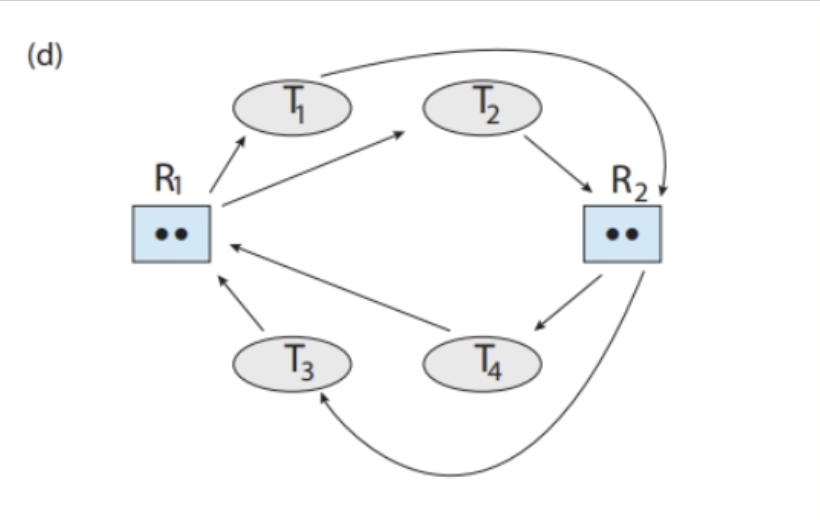 (d)
T₁
T₂
R₁
R₂
T₃
T₄